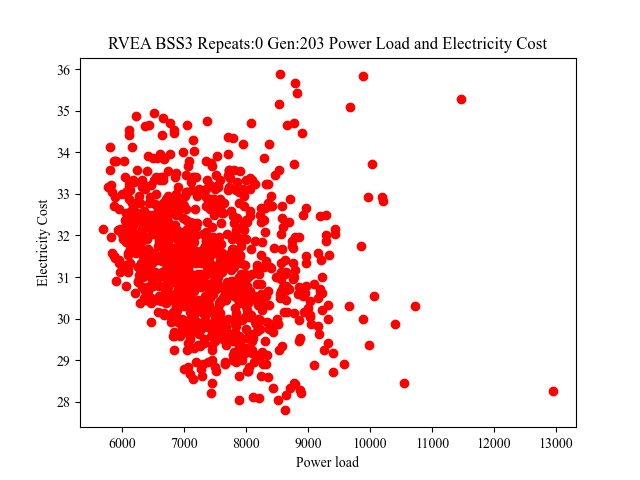 RVEA BSS3 Repeats:0 Gen:203 Power Load and Electricity Cost
36
35
34
33
32
31
30
29
28
Electricity Cost
6000 7000 8000 9000 10000 11000 12000 13000
Power load